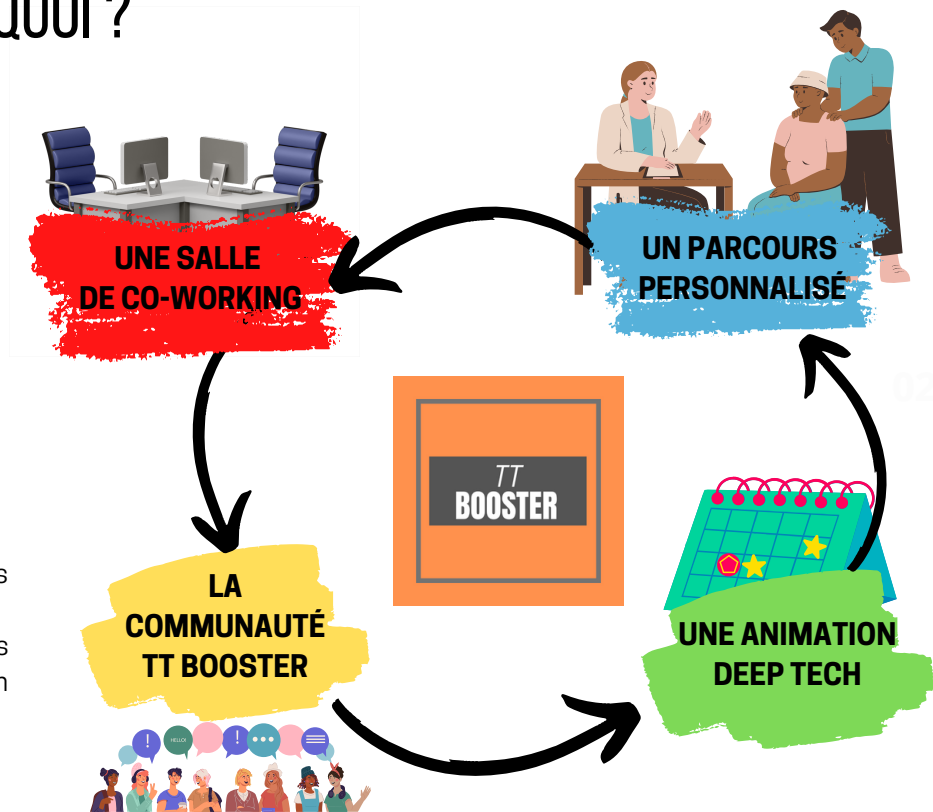 QUOI ?
UNE SALLE
DE CO-WORKING
UN PARCOURS
PERSONNALISÉ
02
TT
BOOSTER
s
s
n
LA
COMMUNAUTÉ
TT BOOSTER
UNE ANIMATION
DEEP TECH
!
HELLO!
!